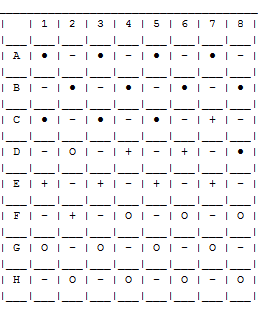 | | 1 | 2 | 3 | 4 | 5 | 6 | 7 | 8 |
| A | ● | - | ● | - | ● | - | ● | - |
| B | - | ● | - | ● | - | ● | - | ● |
| C | ● | - | ● | - | ● | - | + | - |
| D | - | O | - | + | - | + | - | ● |
| E | + | - | + | - | + | - | + | - |
| F | - | + | - | O | - | O | - | O |
| G | O | - | O | - | O | - | O | - |
| H | - | O | - | O | - | O | - | O |